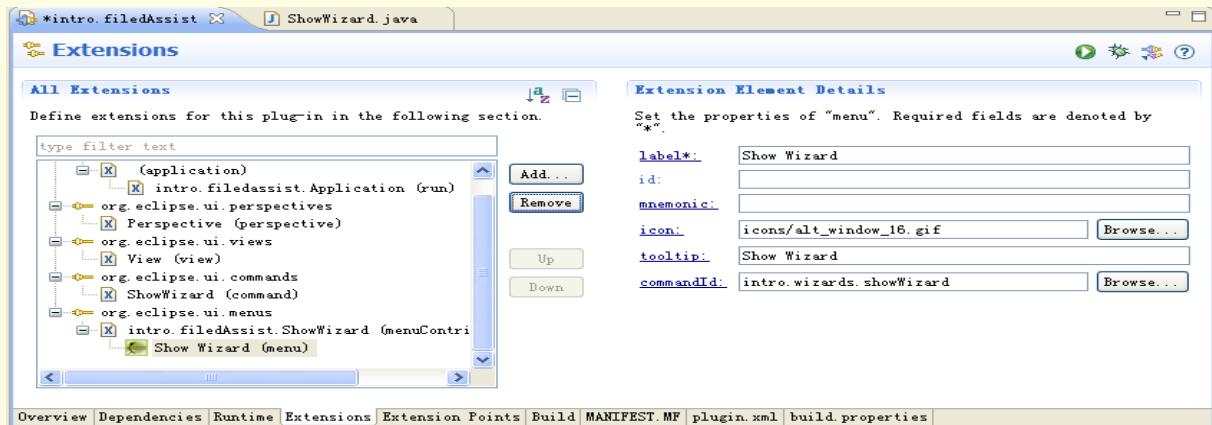 *intro.filedAssist ShowWizard.java
Extensions
All Extensions
Define extensions for this plug-in in the following section.
type filter text
(application)
intro.filedassist.Application (run)
org.eclipse.ui.perspectives
Perspective (perspective)
org.eclipse.ui.views
View (view)
org.eclipse.ui.commands
ShowWizard (command)
org.eclipse.ui.menus
intro.filedAssist.ShowWizard (menuContri
Show Wizard (menu)
Add...
Remove
Up
Down
Extension Element Details
Set the properties of "menu". Required fields are denoted by
"*".
label*: Show Wizard
id:
mnemonic:
icon: icons/alt_window_16.gif Browse...
tooltip: Show Wizard
commandId: intro.wizards.showWizard Browse...
Overview Dependencies Runtime Extensions Extension Points Build MANIFEST.MF plugin.xml build.properties